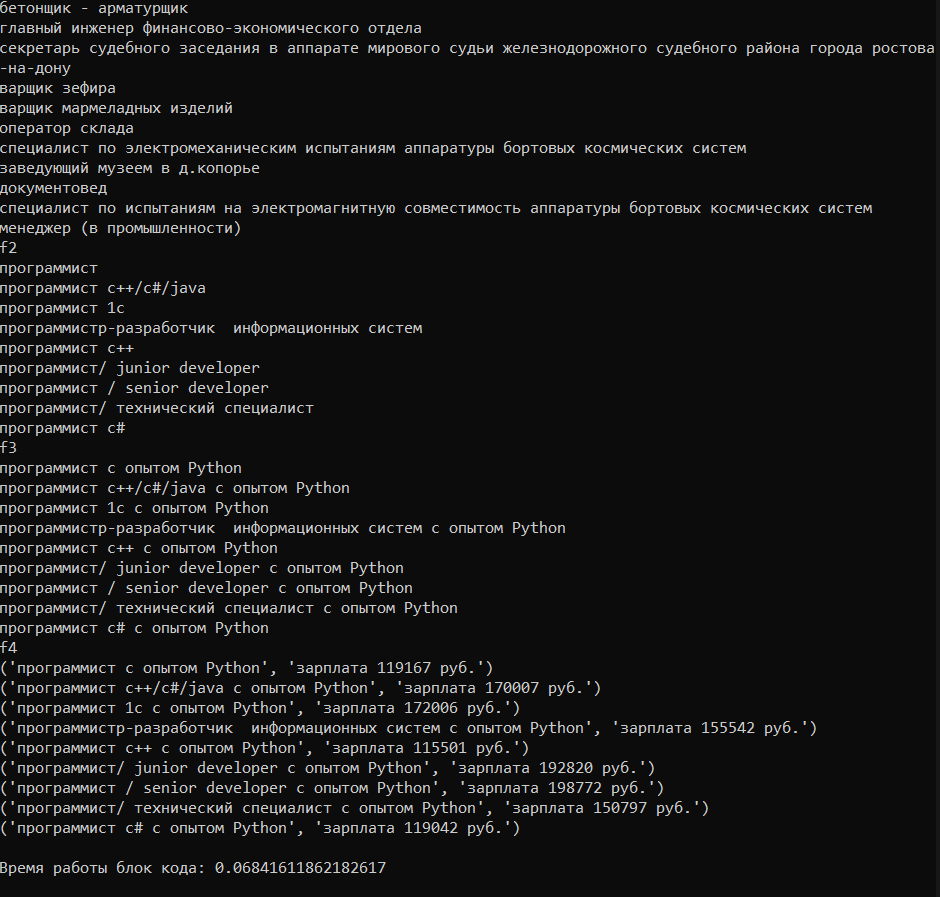 бетонщик - арматурщик
главный инженер финансово-экономического отдела
секретарь судебного заседания в аппарате мирового судьи железнодорожного судебного района города ростова
-на-дону
варщик зефира
варщик мармеладных изделий
оператор склада
специалист по электромеханическим испытаниям аппаратуры бортовых космических систем
заведующий музеем в д.копорье
документовед
специалист по испытаниям на электромагнитную совместимость аппаратуры бортовых космических систем
менеджер (в промышленности)
f2
программист
программист c++/c#/java
программист 1с
программистр-разработчик  информационных систем
программист c++
программист/ junior developer
программист / senior developer
программист/ технический специалист
программист c#
f3
программист с опытом Python
программист c++/c#/java с опытом Python
программист 1с с опытом Python
программистр-разработчик  информационных систем с опытом Python
программист c++ с опытом Python
программист/ junior developer с опытом Python
программист / senior developer с опытом Python
программист/ технический специалист с опытом Python
программист c# с опытом Python
f4
('программист с опытом Python', 'зарплата 119167 руб.')
('программист c++/c#/java с опытом Python', 'зарплата 170007 руб.')
('программист 1с с опытом Python', 'зарплата 172006 руб.')
('программистр-разработчик  информационных систем с опытом Python', 'зарплата 155542 руб.')
('программист c++ с опытом Python', 'зарплата 115501 руб.')
('программист/ junior developer с опытом Python', 'зарплата 192820 руб.')
('программист / senior developer с опытом Python', 'зарплата 198772 руб.')
('программист/ технический специалист с опытом Python', 'зарплата 150797 руб.')
('программист c# с опытом Python', 'зарплата 119042 руб.')
Время работы блок кода: 0.06841611862182617